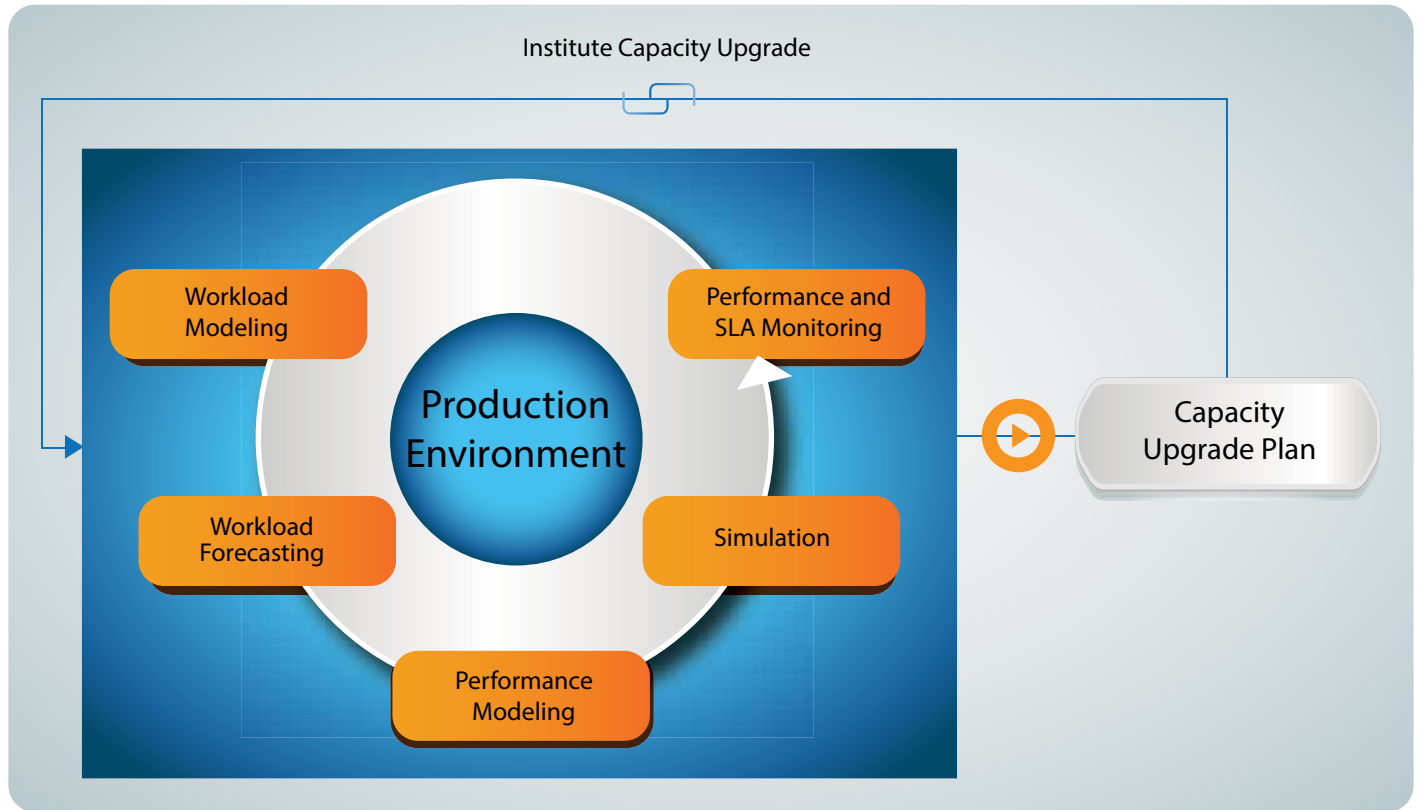 Institute Capacity Upgrade
Workload
Modeling
Performance and
SLA Monitoring
Production
Environment
Capacity
Upgrade Plan
Workload
Forecasting
Simulation
Performance
Modeling